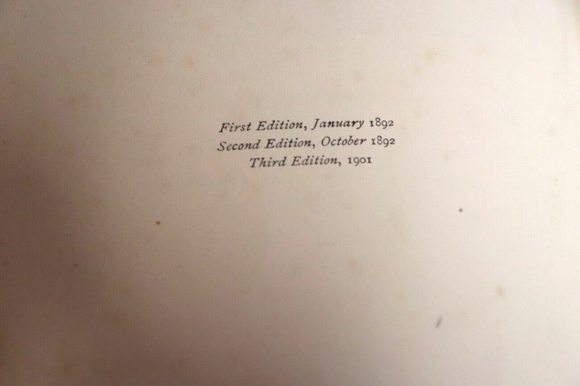 First Edition, January 1892
Second Edition, October 1892
Third Edition, 1901